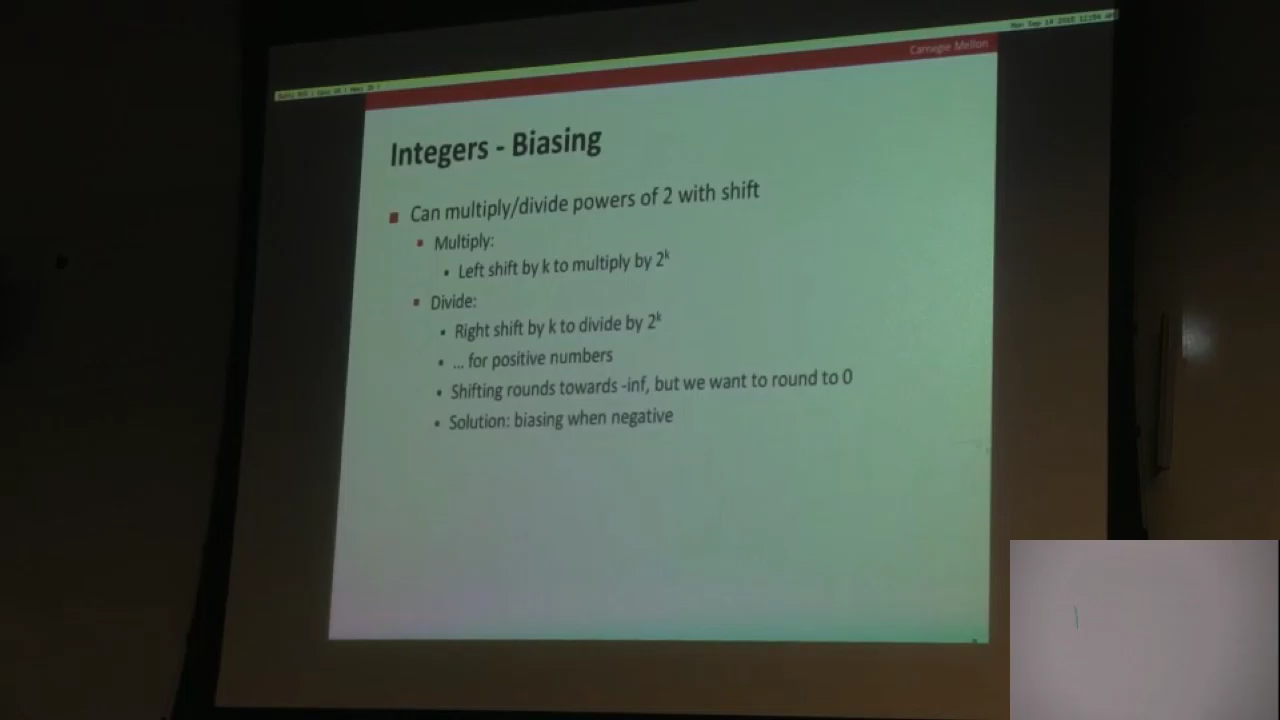 Carnegie Mellon
Integers - Biasing
Can multiply/divide powers of 2 with shift
Multiply:
Left shift by k to multiply by 2ᵏ
Divide:
Right shift by k to divide by 2ᵏ
... for positive numbers
Shifting rounds towards -inf, but we want to round to 0
Solution: biasing when negative